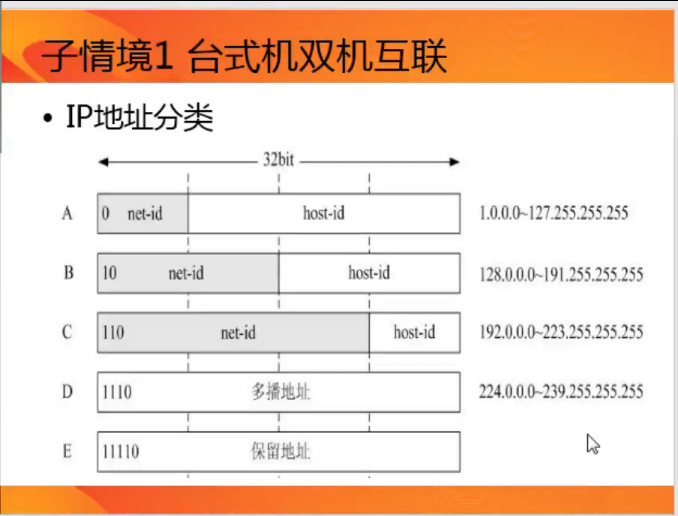 子情境1 台式机双机互联
• IP地址分类
32bit
A 0 net-id host-id 1.0.0.0~127.255.255.255
B 10 net-id host-id 128.0.0.0~191.255.255.255
C 110 net-id host-id 192.0.0.0~223.255.255.255
D 1110 多播地址 224.0.0.0~239.255.255.255
E 11110 保留地址